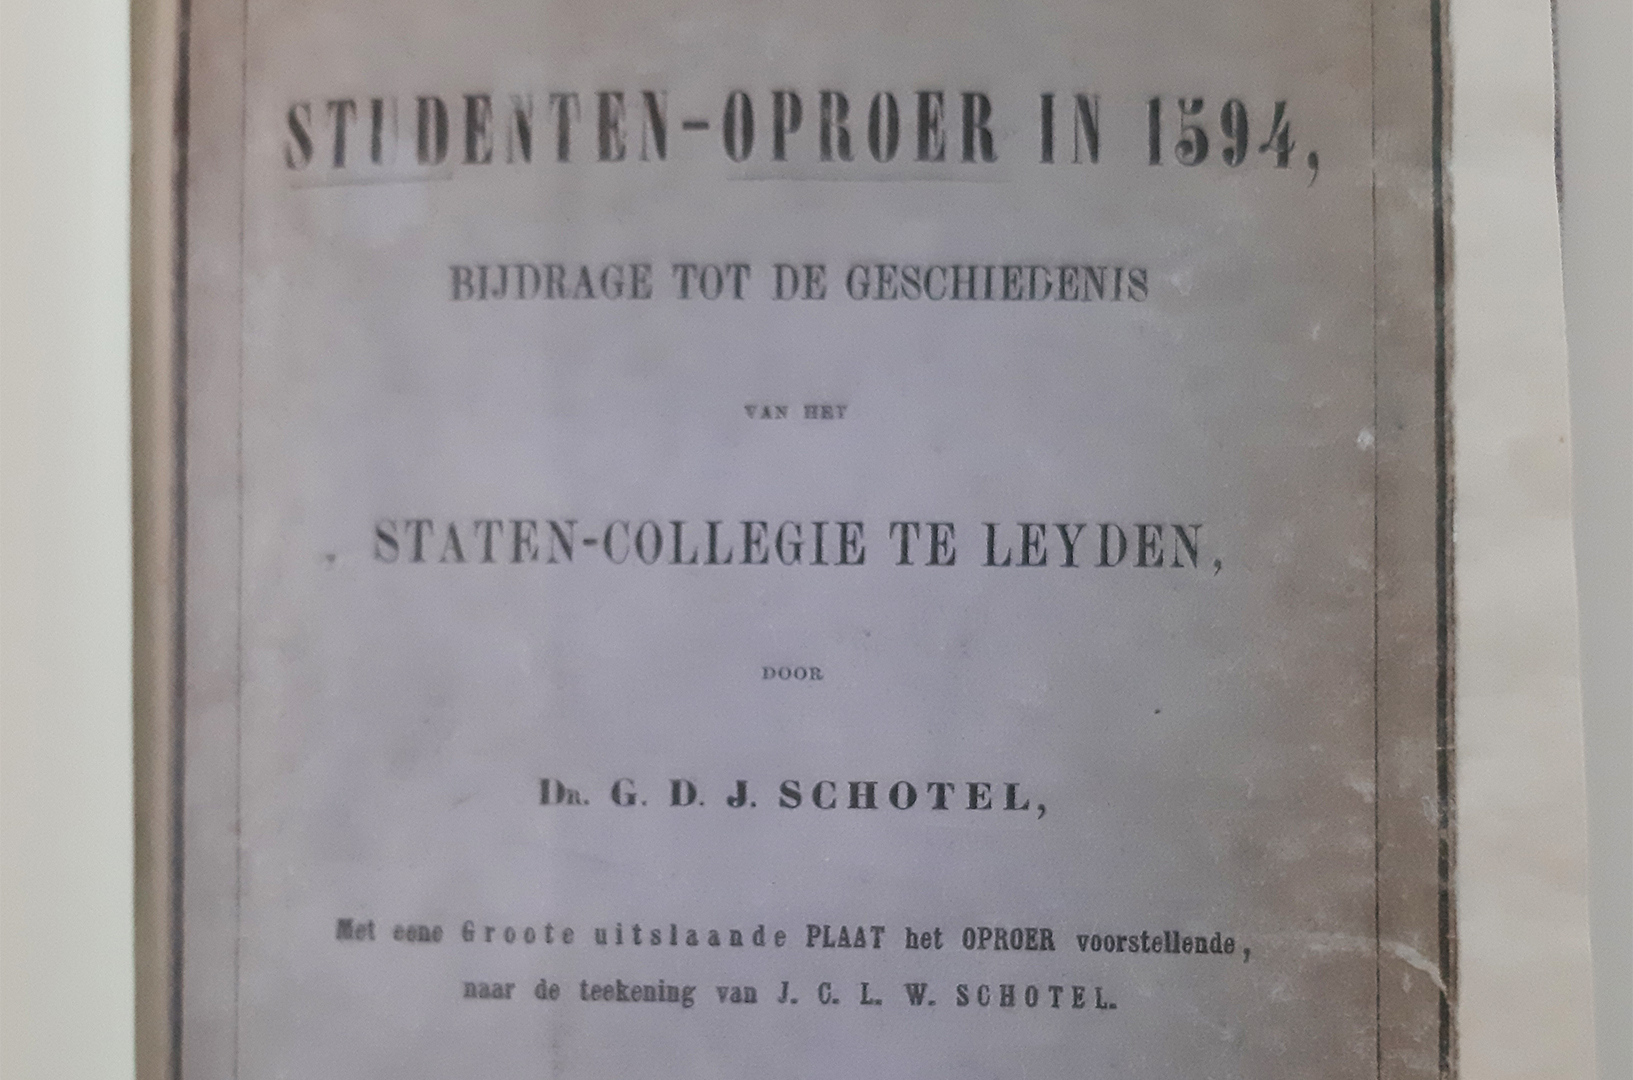 STUDENTEN-OPROER IN 1594,
BIJDRAGE TOT DE GESCHIEDENIS
VAN HET
STATEN-COLLEGIE TE LEYDEN,
DOOR
DR. G. D. J. SCHOTEL,
Met eene Groote uitslaande PLAAT het OPROER voorstellende,
naar de teekening van J. C. L. W. SCHOTEL.